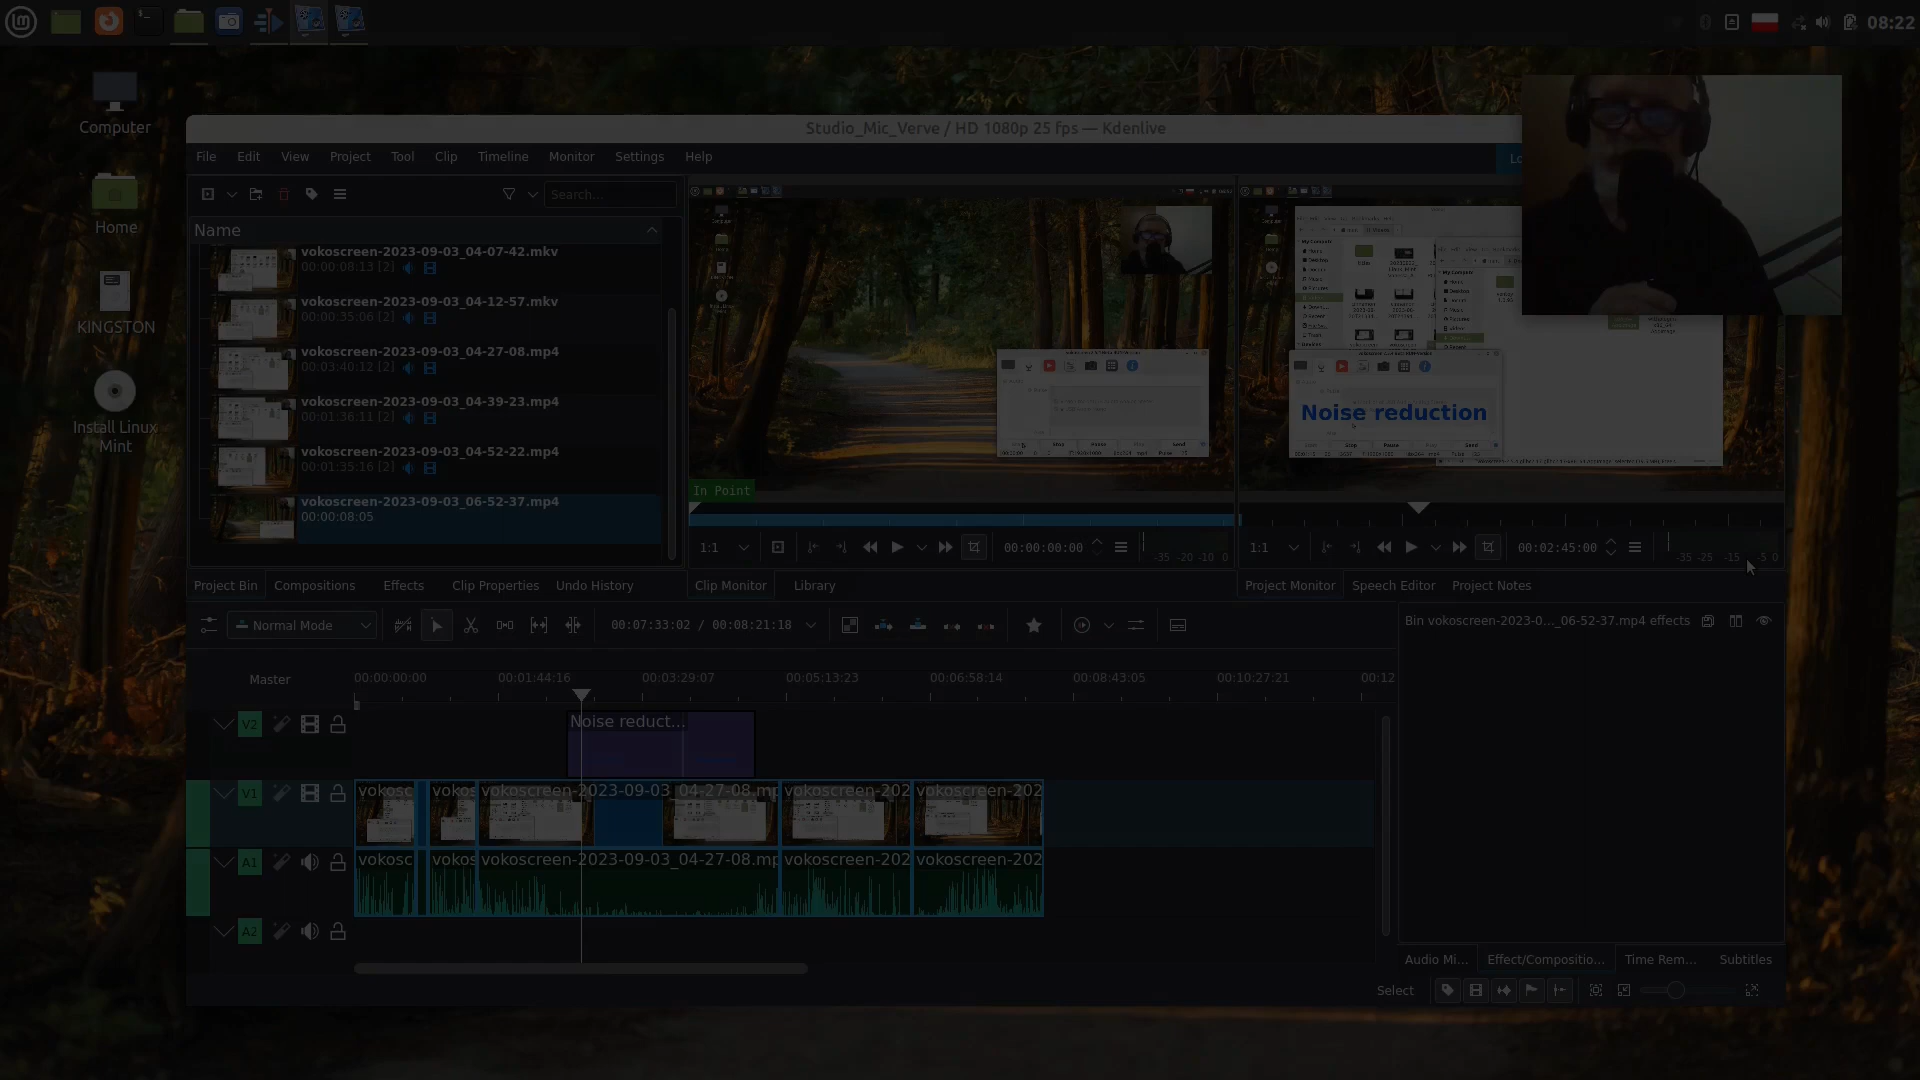 08:22
Computer
Home
KINGSTON
Install Linux
Mint
Studio_Mic_Verve / HD 1080p 25 fps — Kdenlive
File Edit View Project Tool Clip Timeline Monitor Settings Help
Lo
Search...
Name
vokoscreen-2023-09-03_04-07-42.mkv
00:00:08:13 [2]
vokoscreen-2023-09-03_04-12-57.mkv
00:00:35:06 [2]
vokoscreen-2023-09-03_04-27-08.mp4
00:03:40:12 [2]
vokoscreen-2023-09-03_04-39-23.mp4
00:01:36:11 [2]
vokoscreen-2023-09-03_04-52-22.mp4
00:01:35:16 [2]
vokoscreen-2023-09-03_06-52-37.mp4
00:00:08:05
In Point
Noise reduction
1:1 00:00:00:00 -35 -20 -10 0
1:1 00:02:45:00 -35 -25 -15 -5 0
Project Bin Compositions Effects Clip Properties Undo History
Clip Monitor Library
Project Monitor Speech Editor Project Notes
Normal Mode 00:07:33:02 / 00:08:21:18
Bin vokoscreen-2023-0..._06-52-37.mp4 effects
Master 00:00:00:00 00:01:44:16 00:03:29:07 00:05:13:23 00:06:58:14 00:08:43:05 00:10:27:21 00:12
V2 Noise reduct...
V1 vokosc vokos vokoscreen-2023-09-03_04-27-08.mp vokoscreen-202 vokoscreen-202
A1 vokosc vokos vokoscreen-2023-09-03_04-27-08.mp vokoscreen-202 vokoscreen-202
A2
Audio Mi... Effect/Compositio... Time Rem... Subtitles
Select